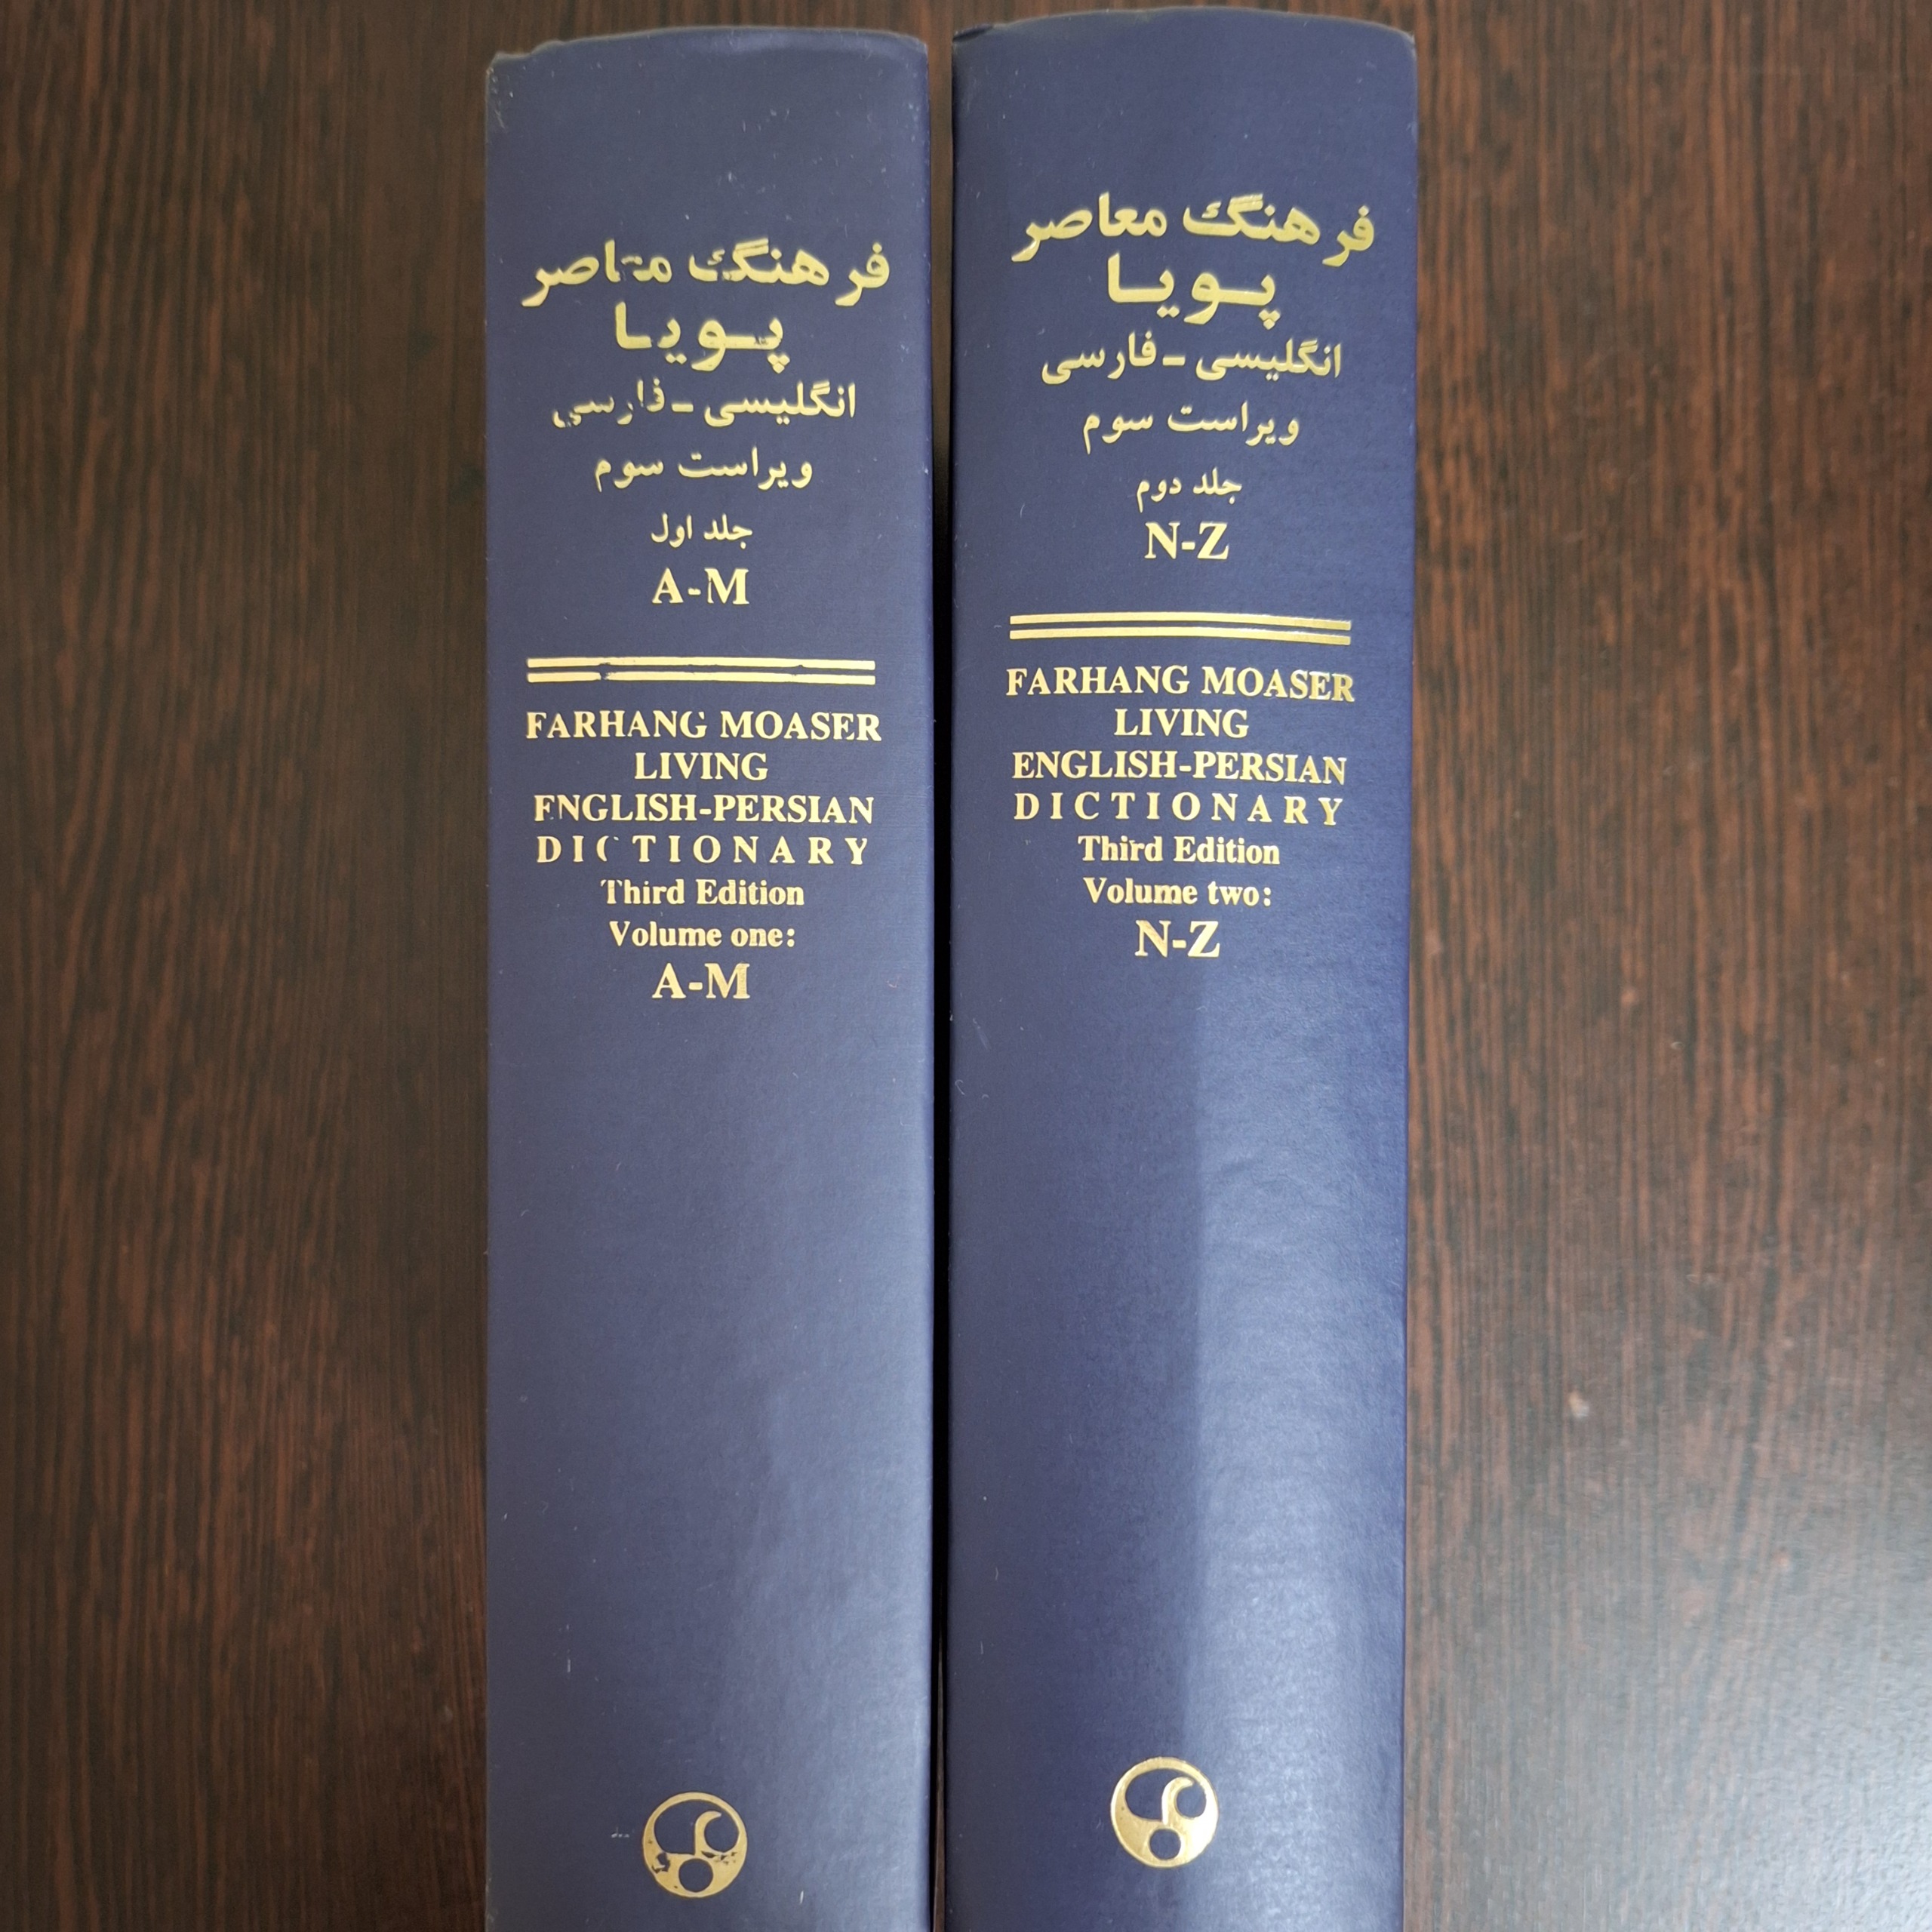 فرهنگ معاصر
پویا
انگلیسی - فارسی
ویراست سوم
جلد اول
A-M
FARHANG MOASER
LIVING
ENGLISH-PERSIAN
DICTIONARY
Third Edition
Volume one:
A-M
فرهنگ معاصر
پویا
انگلیسی - فارسی
ویراست سوم
جلد دوم
N-Z
FARHANG MOASER
LIVING
ENGLISH-PERSIAN
DICTIONARY
Third Edition
Volume two:
N-Z